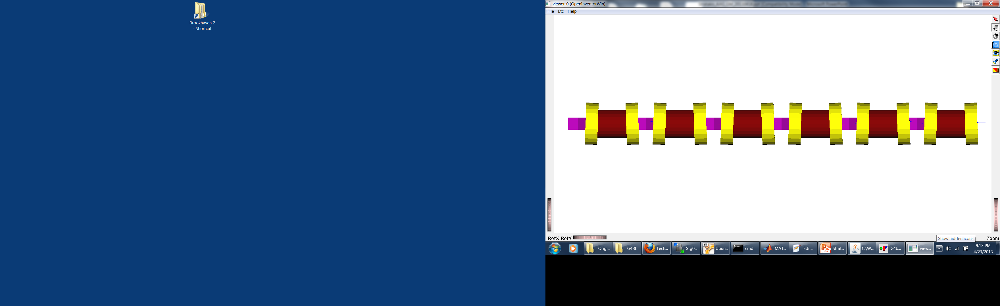 Brookhaven 2
- Shortcut
viewer-0 (OpenInventorWin)
File Etc Help
RotX RotY
Show hidden icons
Zoom
Origi...
G4BL
Tech...
Stg0...
Ubun...
cmd
MAT...
Edit...
Strat...
C:\W...
G4b...
view...
9:13 PM
4/23/2013